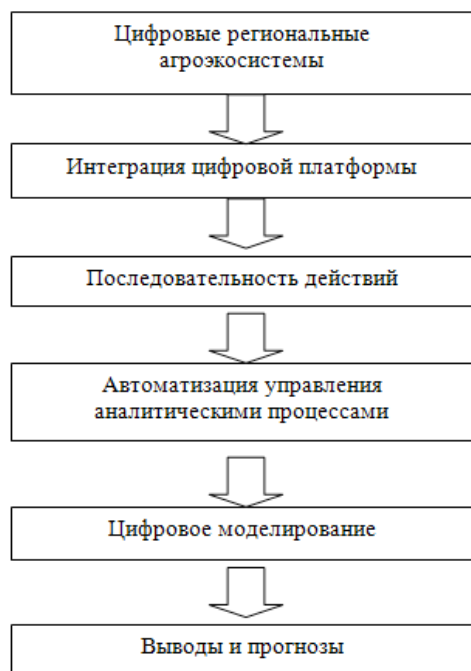 Цифровые региональные
агроэкосистемы
Интеграция цифровой платформы
Последовательность действий
Автоматизация управления
аналитическими процессами
Цифровое моделирование
Выводы и прогнозы